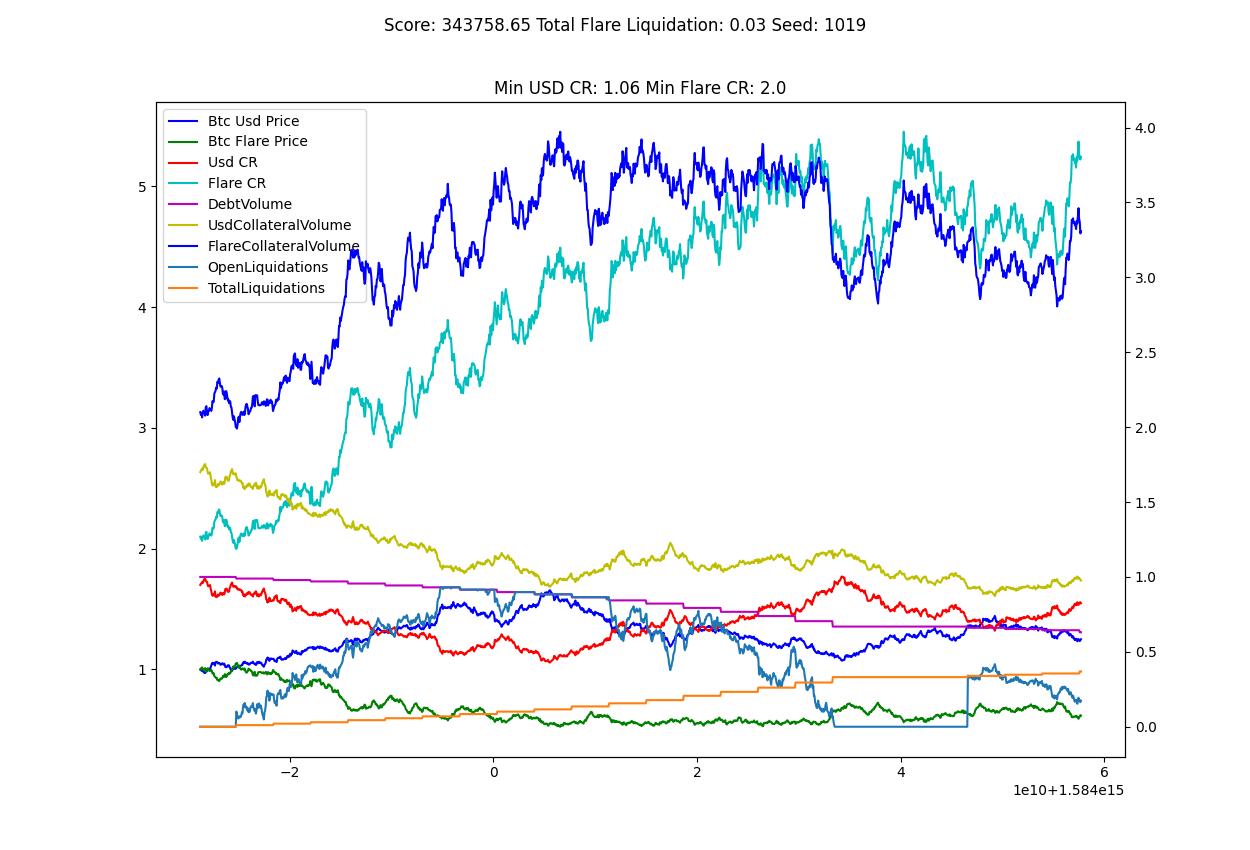 Score: 343758.65 Total Flare Liquidation: 0.03 Seed: 1019
Min USD CR: 1.06 Min Flare CR: 2.0
Btc Usd Price
Btc Flare Price
Usd CR
Flare CR
DebtVolume
UsdCollateralVolume
FlareCollateralVolume
OpenLiquidations
TotalLiquidations
5
4
3
2
1
4.0
3.5
3.0
2.5
2.0
1.5
1.0
0.5
0.0
−2 0 2 4 6
1e10+1.584e15